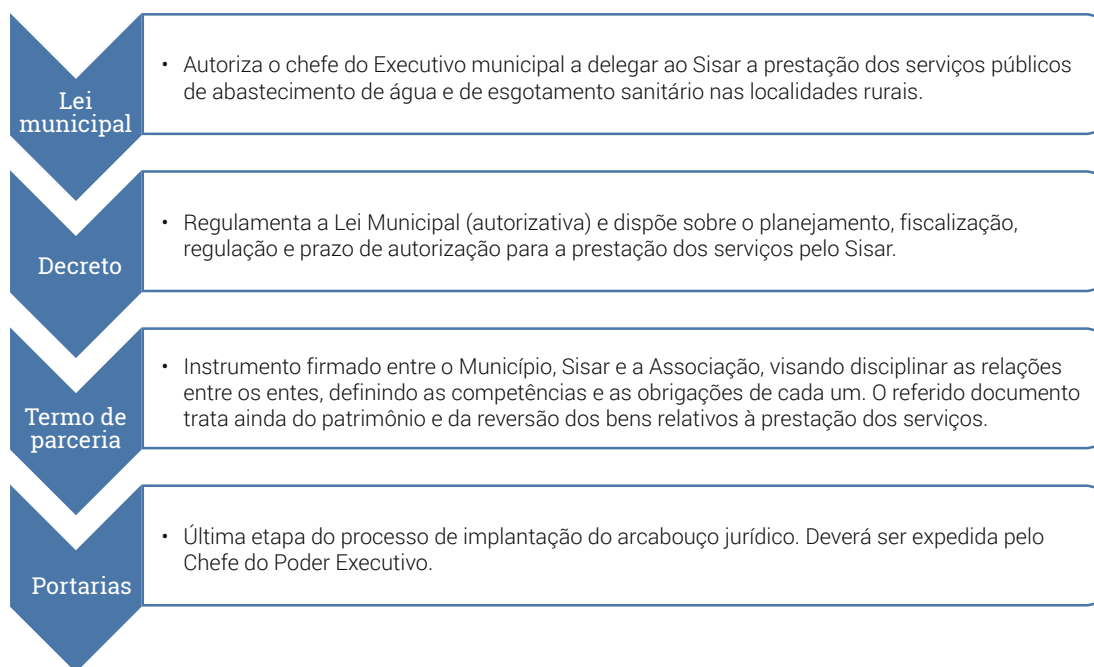 Lei
municipal
• Autoriza o chefe do Executivo municipal a delegar ao Sisar a prestação dos serviços públicos
de abastecimento de água e de esgotamento sanitário nas localidades rurais.
Decreto
• Regulamenta a Lei Municipal (autorizativa) e dispõe sobre o planejamento, fiscalização,
regulação e prazo de autorização para a prestação dos serviços pelo Sisar.
Termo de
parceria
• Instrumento firmado entre o Município, Sisar e a Associação, visando disciplinar as relações
entre os entes, definindo as competências e as obrigações de cada um. O referido documento
trata ainda do patrimônio e da reversão dos bens relativos à prestação dos serviços.
Portarias
• Última etapa do processo de implantação do arcabouço jurídico. Deverá ser expedida pelo
Chefe do Poder Executivo.